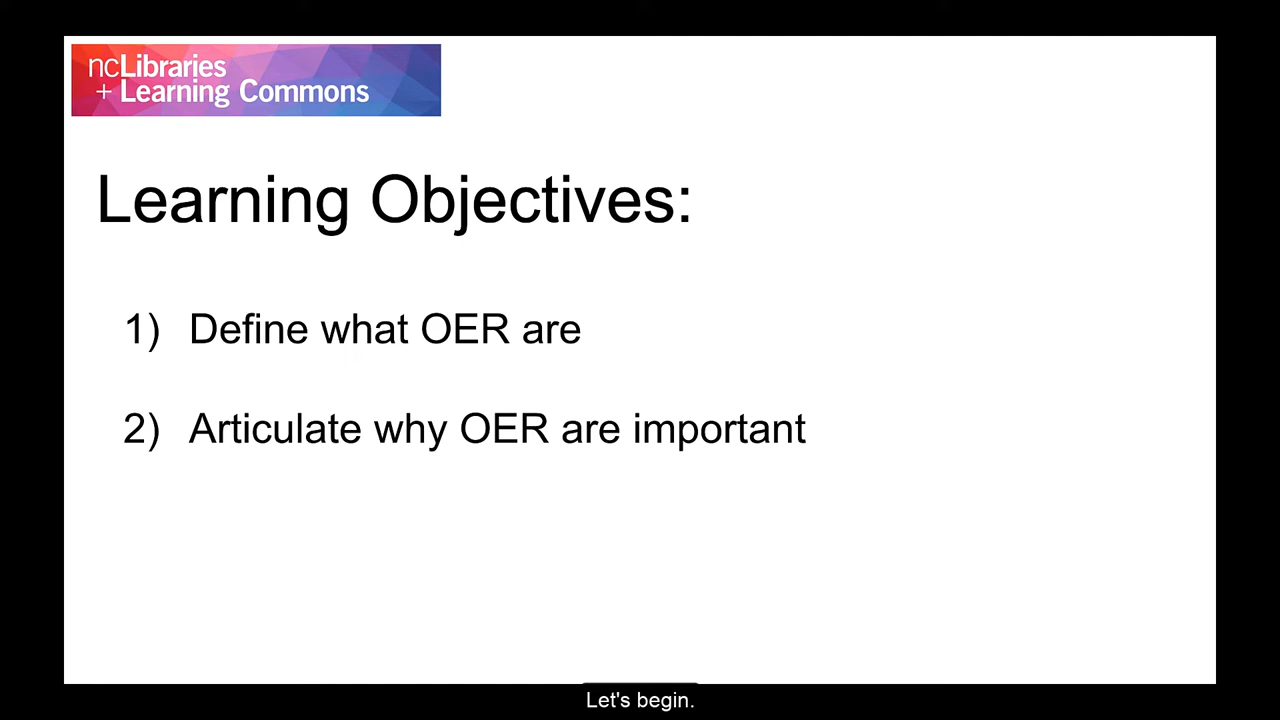 ncLibraries
+ Learning Commons
Learning Objectives:
1) Define what OER are
2) Articulate why OER are important
Let's begin.